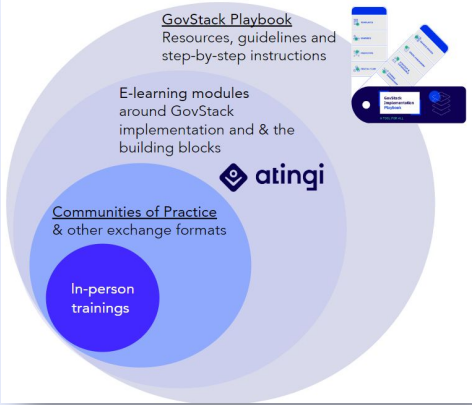 GovStack Playbook
Resources, guidelines and
step-by-step instructions
E-learning modules
around GovStack
implementation and & the
building blocks
atingi
Communities of Practice
& other exchange formats
In-person
trainings
GovStack
Implementation
Playbook